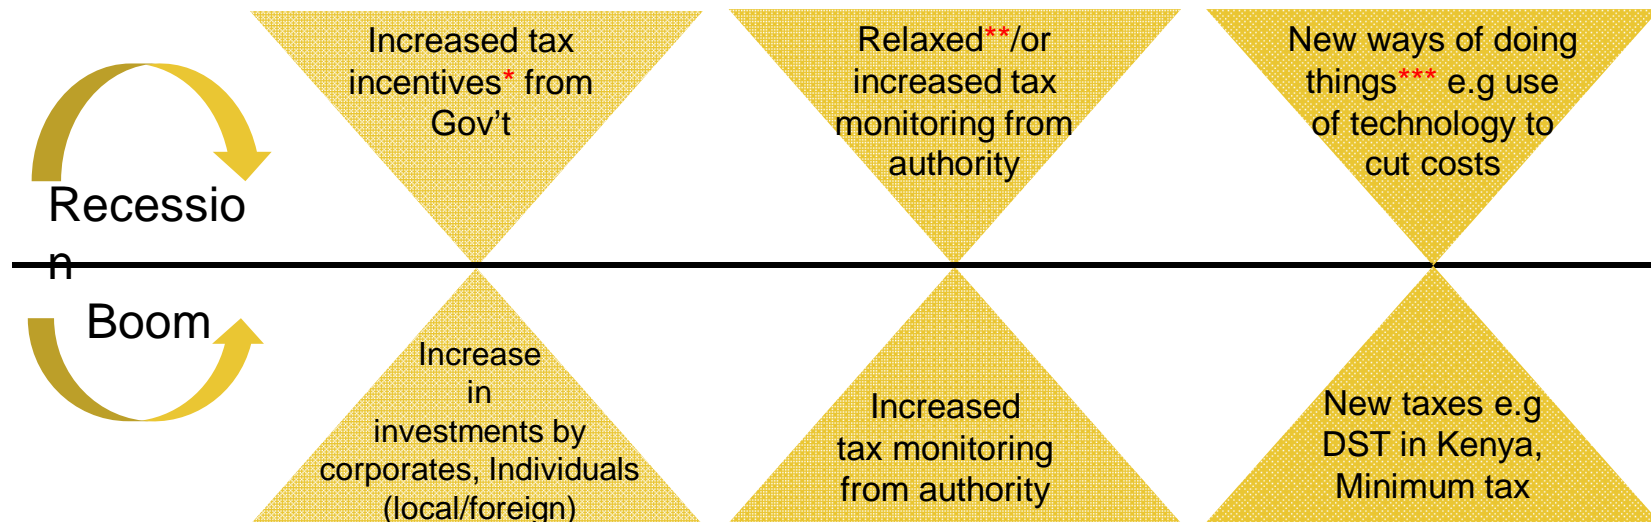 Increased tax
incentives* from
Gov't
Relaxed**/or
increased tax
monitoring from
authority
New ways of doing
things*** e.g use
of technology to
cut costs
Recessio
n
Boom
Increase
in
investments by
corporates, Individuals
(local/foreign)
Increased
tax monitoring
from authority
New taxes e.g
DST in Kenya,
Minimum tax